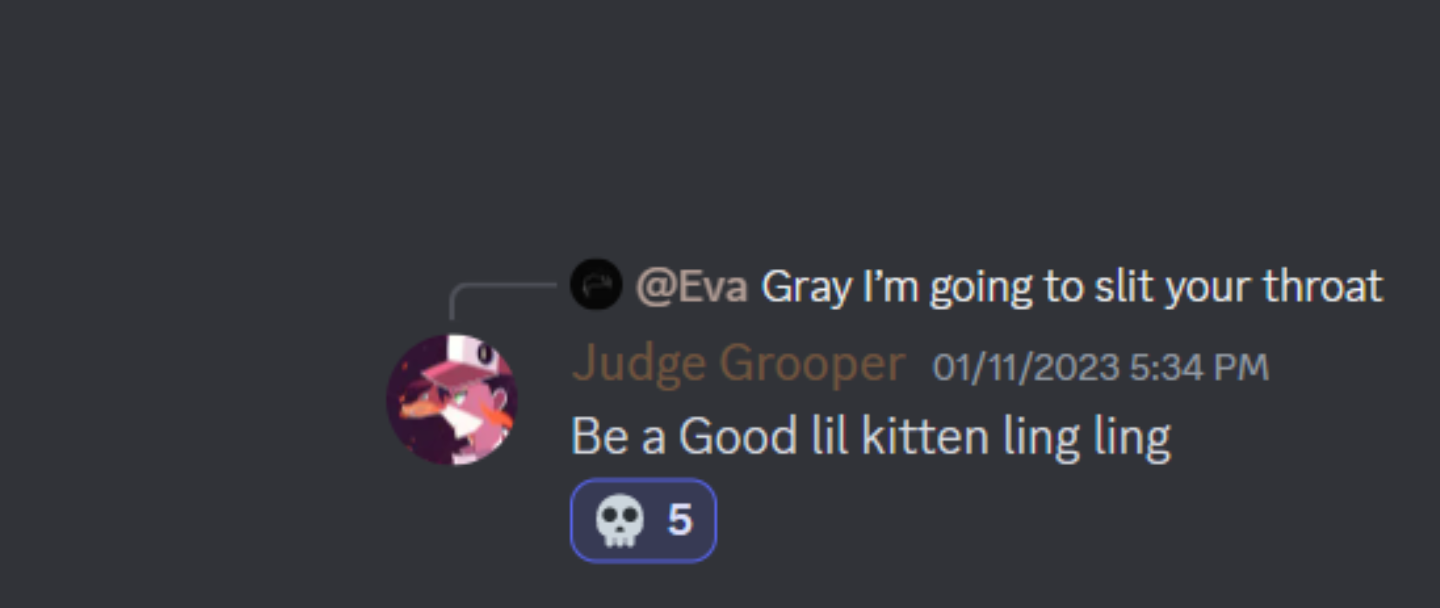 @Eva Gray I’m going to slit your throat
Judge Grooper 01/11/2023 5:34 PM
Be a Good lil kitten ling ling
💀 5